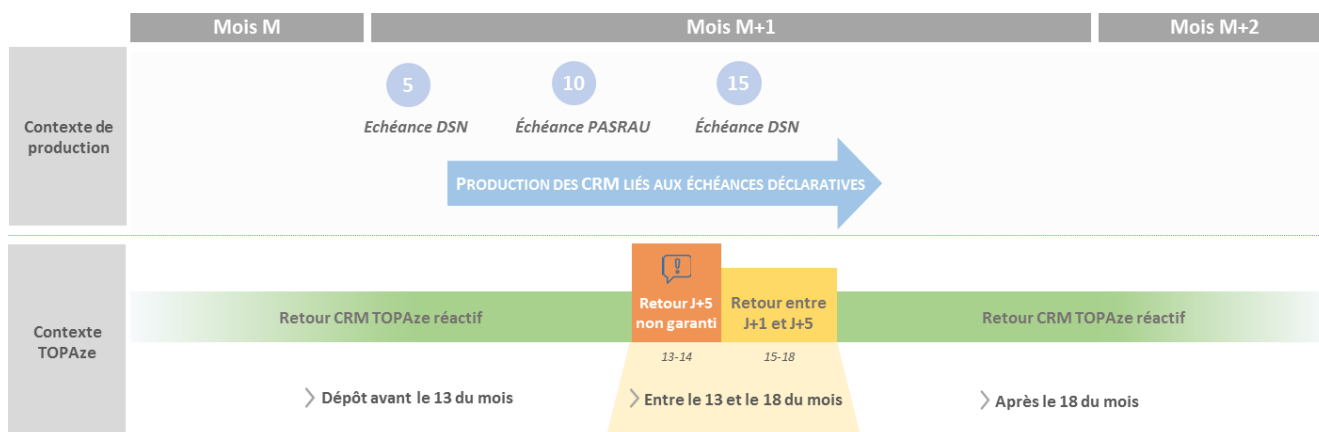 Mois M
Mois M+1
Mois M+2
Contexte de
production
5
10
15
Echéance DSN
Échéance PASRAU
Échéance DSN
PRODUCTION DES CRM LIÉS AUX ÉCHÉANCES DÉCLARATIVES
Contexte
TOPAze
Retour CRM TOPAze réactif
Retour J+5
non garanti
Retour entre
J+1 et J+5
Retour CRM TOPAze réactif
13-14
15-18
Dépôt avant le 13 du mois
Entre le 13 et le 18 du mois
Après le 18 du mois